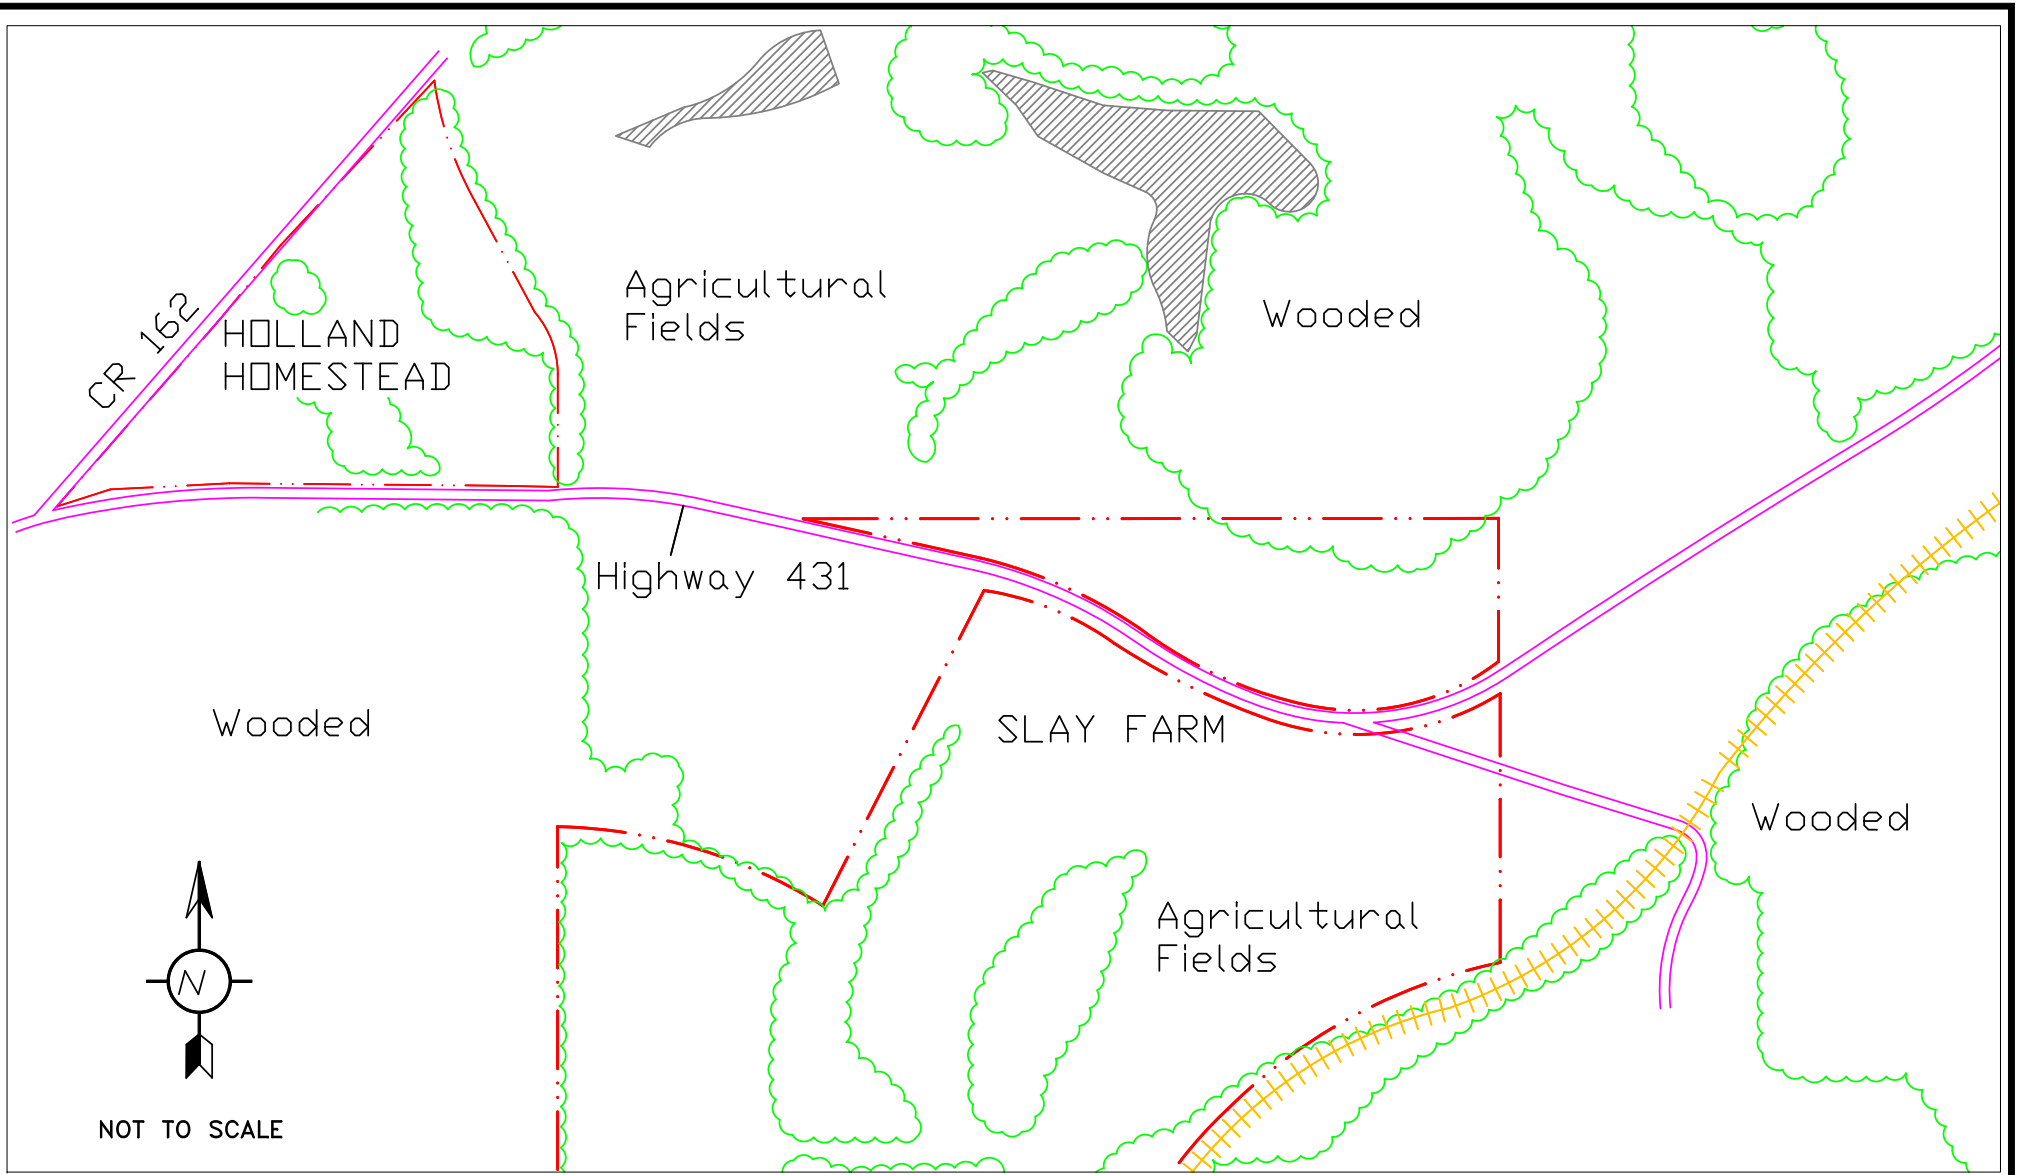 CR 162
HOLLAND
HOMESTEAD
Agricultural
Fields
Wooded
Highway 431
Wooded
SLAY FARM
Wooded
Agricultural
Fields
N
NOT TO SCALE